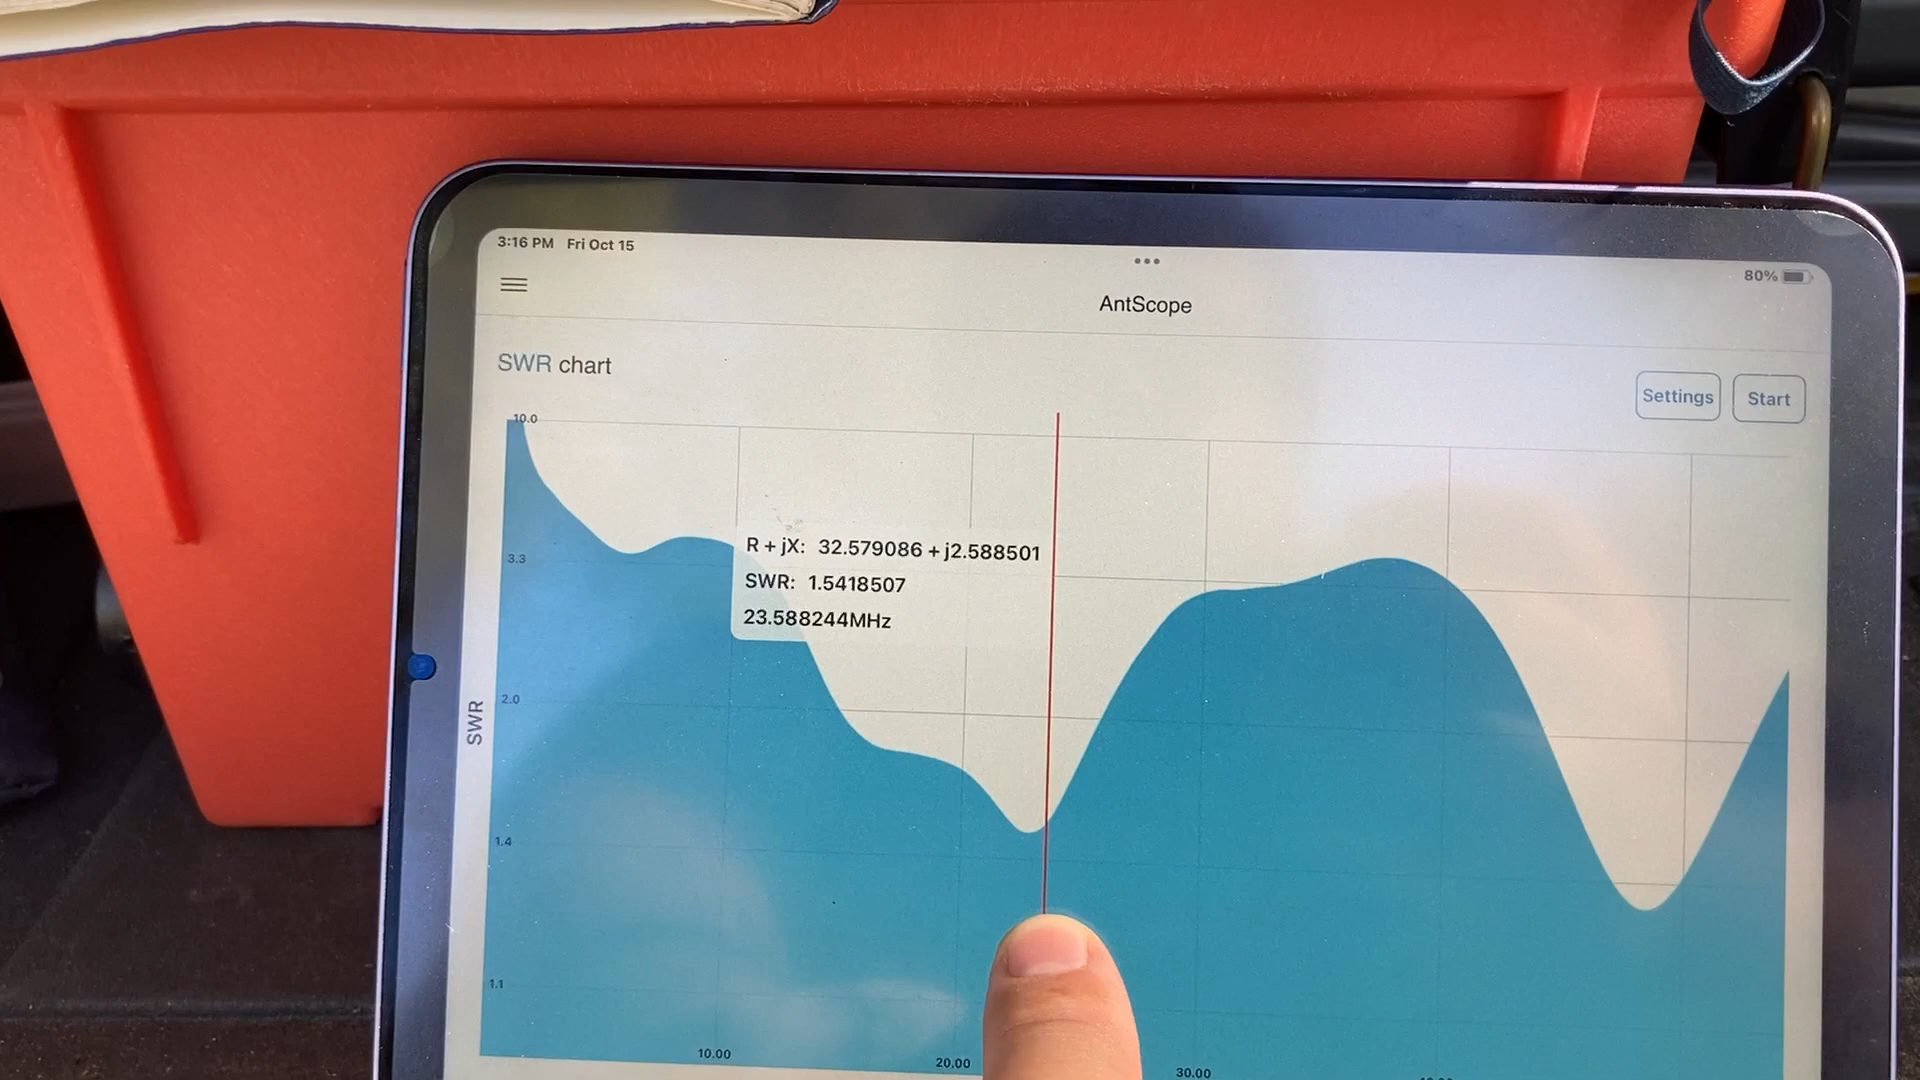 3:16 PM Fri Oct 15
80%
AntScope
SWR chart
Settings
Start
10.0
3.3
2.0
1.4
1.1
SWR
R + jX: 32.579086 + j2.588501
SWR: 1.5418507
23.588244MHz
10.00
20.00
30.00